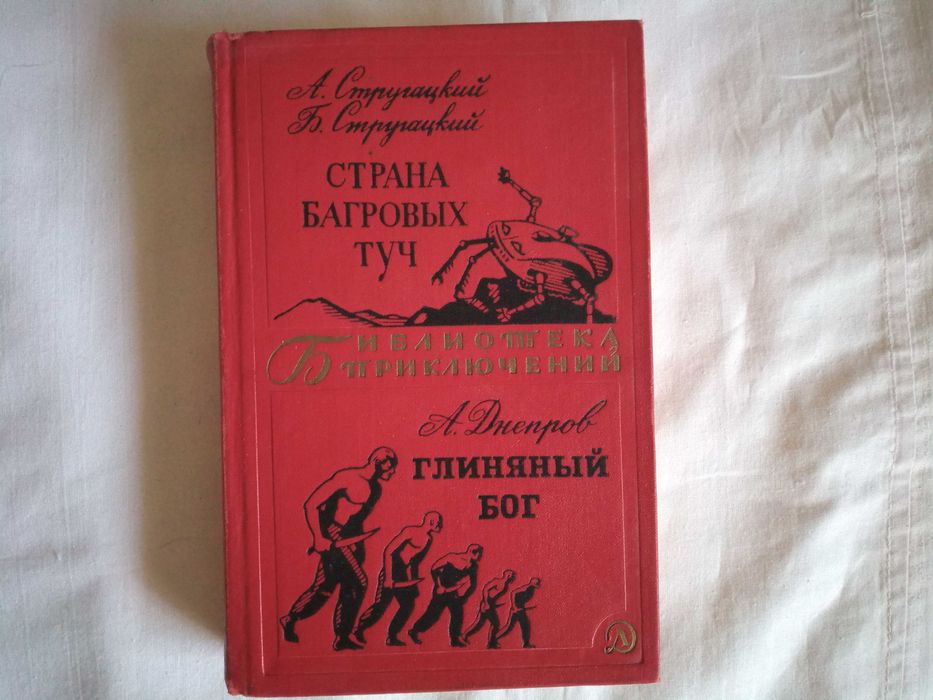 А. Стругацкий
Б. Стругацкий
СТРАНА
БАГРОВЫХ
ТУЧ
БИБЛИОТЕКА
ПРИКЛЮЧЕНИЙ
А. Днепров
ГЛИНЯНЫЙ
БОГ
Д